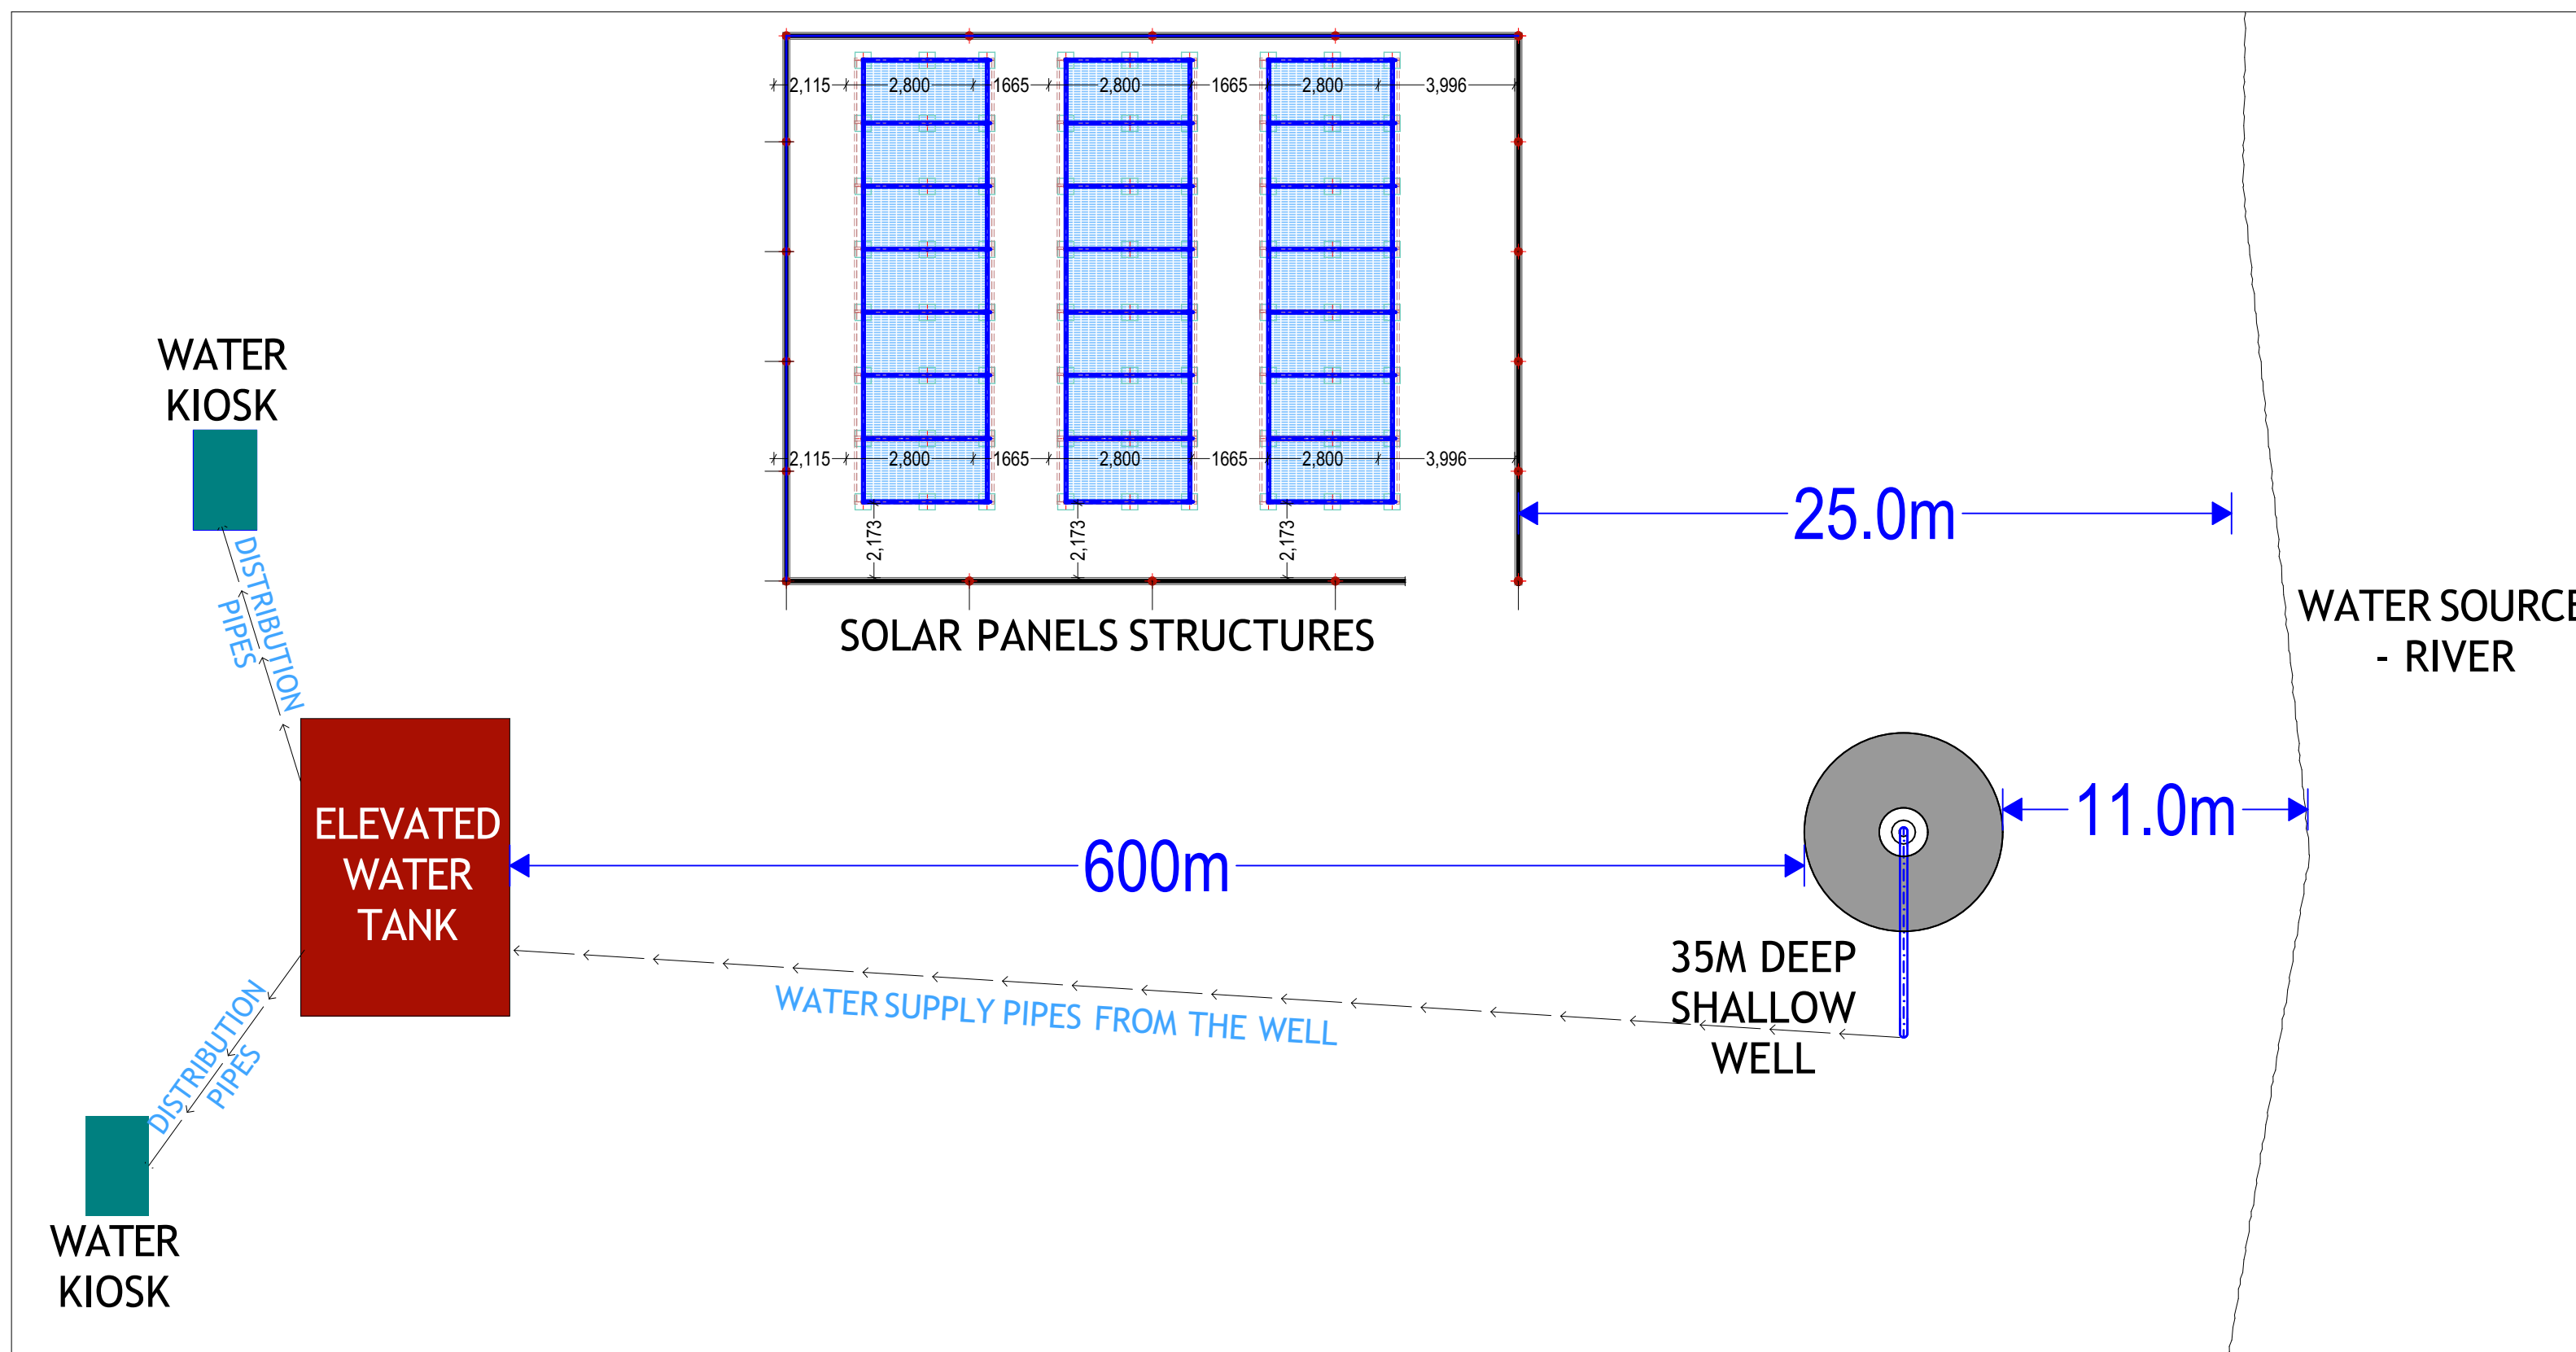 2,115 2,800 1665 2,800 1665 2,800 3,996
2,115 2,800 1665 2,800 1665 2,800 3,996
2,173 2,173 2,173
SOLAR PANELS STRUCTURES
25.0m
WATER SOURCE
- RIVER
WATER
KIOSK
DISTRIBUTION
PIPES
ELEVATED
WATER
TANK
600m
11.0m
35M DEEP
SHALLOW
WELL
WATER SUPPLY PIPES FROM THE WELL
DISTRIBUTION
PIPES
WATER
KIOSK